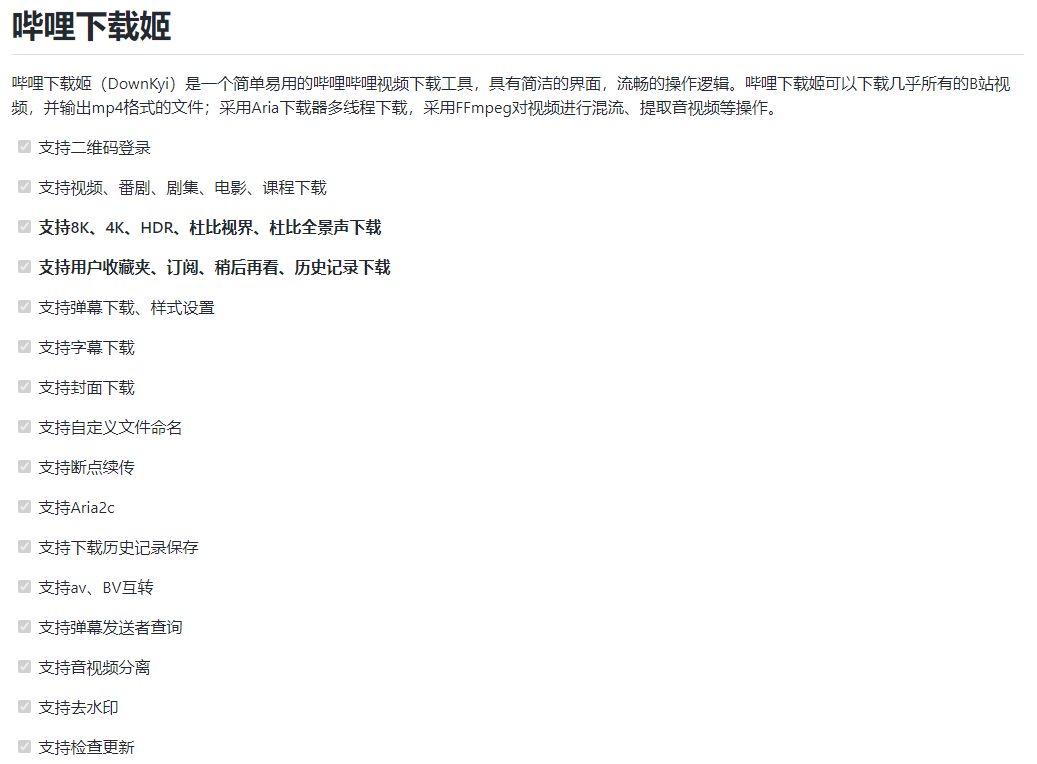 哔哩下载姬
哔哩下载姬（DownKyi）是一个简单易用的哔哩哔哩视频下载工具，具有简洁的界面，流畅的操作逻辑。哔哩下载姬可以下载几乎所有的B站视
频，并输出mp4格式的文件；采用Aria下载器多线程下载，采用FFmpeg对视频进行混流、提取音视频等操作。
支持二维码登录
支持视频、番剧、剧集、电影、课程下载
支持8K、4K、HDR、杜比视界、杜比全景声下载
支持用户收藏夹、订阅、稍后再看、历史记录下载
支持弹幕下载、样式设置
支持字幕下载
支持封面下载
支持自定义文件命名
支持断点续传
支持Aria2c
支持下载历史记录保存
支持av、BV互转
支持弹幕发送者查询
支持音视频分离
支持去水印
支持检查更新